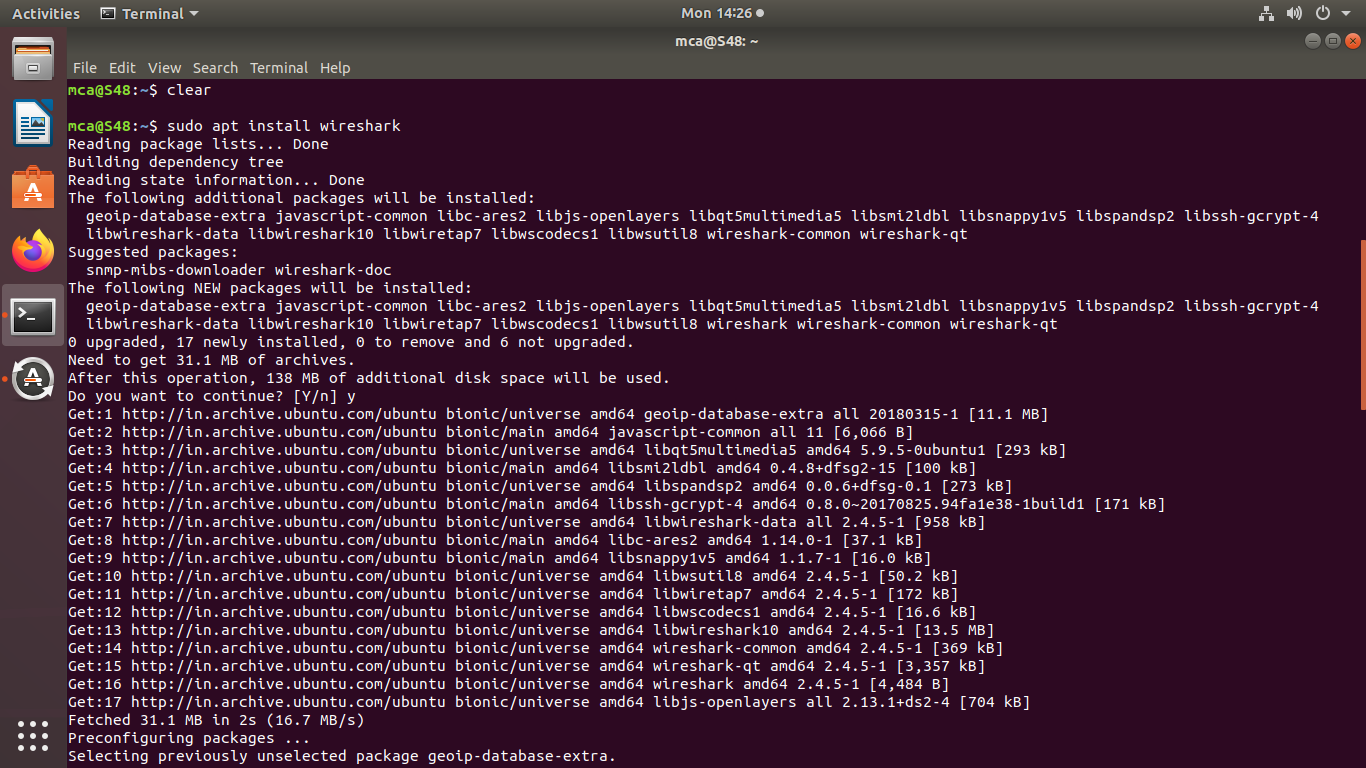 Activities Terminal Mon 14:26
mca@S48: ~
File Edit View Search Terminal Help
mca@S48:~$ clear
mca@S48:~$ sudo apt install wireshark
Reading package lists... Done
Building dependency tree
Reading state information... Done
The following additional packages will be installed:
  geoip-database-extra javascript-common libc-ares2 libjs-openlayers libqt5multimedia5 libsmi2ldbl libsnappy1v5 libspandsp2 libssh-gcrypt-4
  libwireshark-data libwireshark10 libwiretap7 libwscodecs1 libwsutil8 wireshark-common wireshark-qt
Suggested packages:
  snmp-mibs-downloader wireshark-doc
The following NEW packages will be installed:
  geoip-database-extra javascript-common libc-ares2 libjs-openlayers libqt5multimedia5 libsmi2ldbl libsnappy1v5 libspandsp2 libssh-gcrypt-4
  libwireshark-data libwireshark10 libwiretap7 libwscodecs1 libwsutil8 wireshark wireshark-common wireshark-qt
0 upgraded, 17 newly installed, 0 to remove and 6 not upgraded.
Need to get 31.1 MB of archives.
After this operation, 138 MB of additional disk space will be used.
Do you want to continue? [Y/n] y
Get:1 http://in.archive.ubuntu.com/ubuntu bionic/universe amd64 geoip-database-extra all 20180315-1 [11.1 MB]
Get:2 http://in.archive.ubuntu.com/ubuntu bionic/main amd64 javascript-common all 11 [6,066 B]
Get:3 http://in.archive.ubuntu.com/ubuntu bionic/universe amd64 libqt5multimedia5 amd64 5.9.5-0ubuntu1 [293 kB]
Get:4 http://in.archive.ubuntu.com/ubuntu bionic/main amd64 libsmi2ldbl amd64 0.4.8+dfsg2-15 [100 kB]
Get:5 http://in.archive.ubuntu.com/ubuntu bionic/universe amd64 libspandsp2 amd64 0.0.6+dfsg-0.1 [273 kB]
Get:6 http://in.archive.ubuntu.com/ubuntu bionic/main amd64 libssh-gcrypt-4 amd64 0.8.0~20170825.94fa1e38-1build1 [171 kB]
Get:7 http://in.archive.ubuntu.com/ubuntu bionic/universe amd64 libwireshark-data all 2.4.5-1 [958 kB]
Get:8 http://in.archive.ubuntu.com/ubuntu bionic/main amd64 libc-ares2 amd64 1.14.0-1 [37.1 kB]
Get:9 http://in.archive.ubuntu.com/ubuntu bionic/main amd64 libsnappy1v5 amd64 1.1.7-1 [16.0 kB]
Get:10 http://in.archive.ubuntu.com/ubuntu bionic/universe amd64 libwsutil8 amd64 2.4.5-1 [50.2 kB]
Get:11 http://in.archive.ubuntu.com/ubuntu bionic/universe amd64 libwiretap7 amd64 2.4.5-1 [172 kB]
Get:12 http://in.archive.ubuntu.com/ubuntu bionic/universe amd64 libwscodecs1 amd64 2.4.5-1 [16.6 kB]
Get:13 http://in.archive.ubuntu.com/ubuntu bionic/universe amd64 libwireshark10 amd64 2.4.5-1 [13.5 MB]
Get:14 http://in.archive.ubuntu.com/ubuntu bionic/universe amd64 wireshark-common amd64 2.4.5-1 [369 kB]
Get:15 http://in.archive.ubuntu.com/ubuntu bionic/universe amd64 wireshark-qt amd64 2.4.5-1 [3,357 kB]
Get:16 http://in.archive.ubuntu.com/ubuntu bionic/universe amd64 wireshark amd64 2.4.5-1 [4,484 B]
Get:17 http://in.archive.ubuntu.com/ubuntu bionic/universe amd64 libjs-openlayers all 2.13.1+ds2-4 [704 kB]
Fetched 31.1 MB in 2s (16.7 MB/s)
Preconfiguring packages ...
Selecting previously unselected package geoip-database-extra.